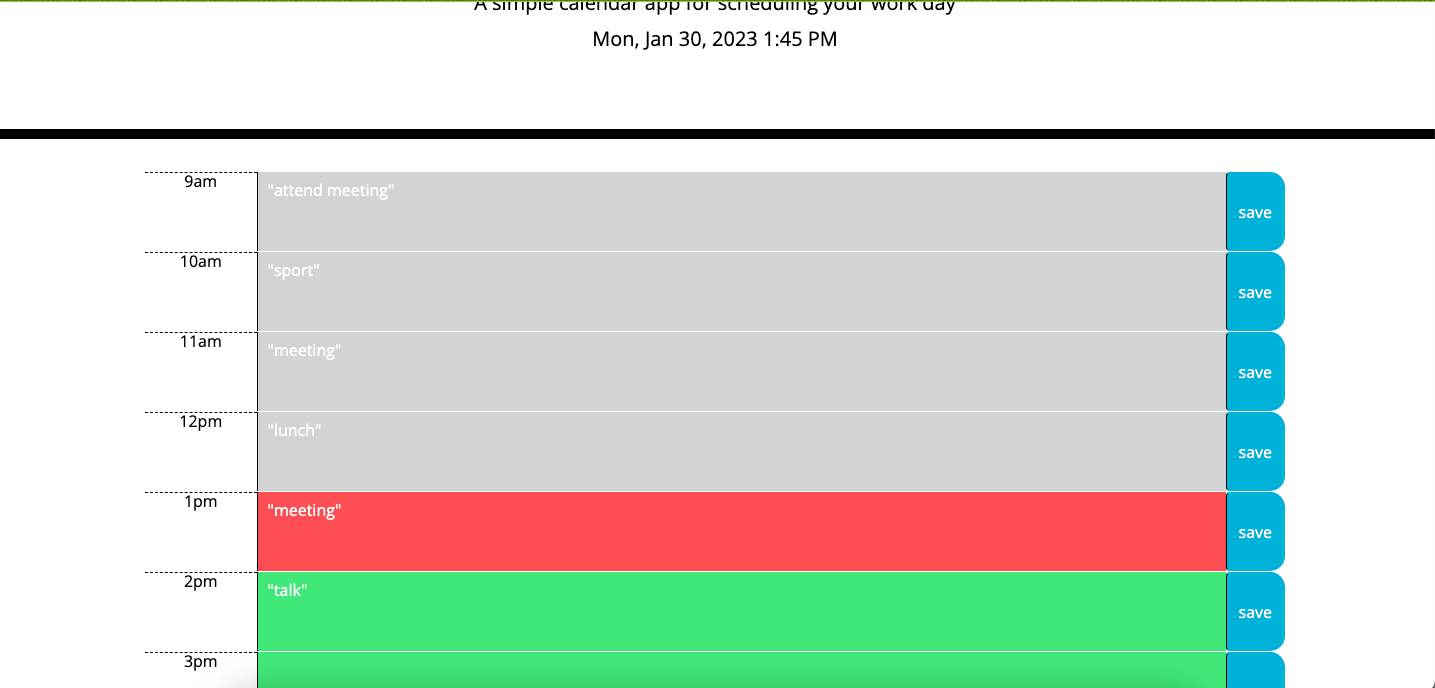 A simple calendar app for scheduling your work day
Mon, Jan 30, 2023 1:45 PM
9am "attend meeting" save
10am "sport" save
11am "meeting" save
12pm "lunch" save
1pm "meeting" save
2pm "talk" save
3pm